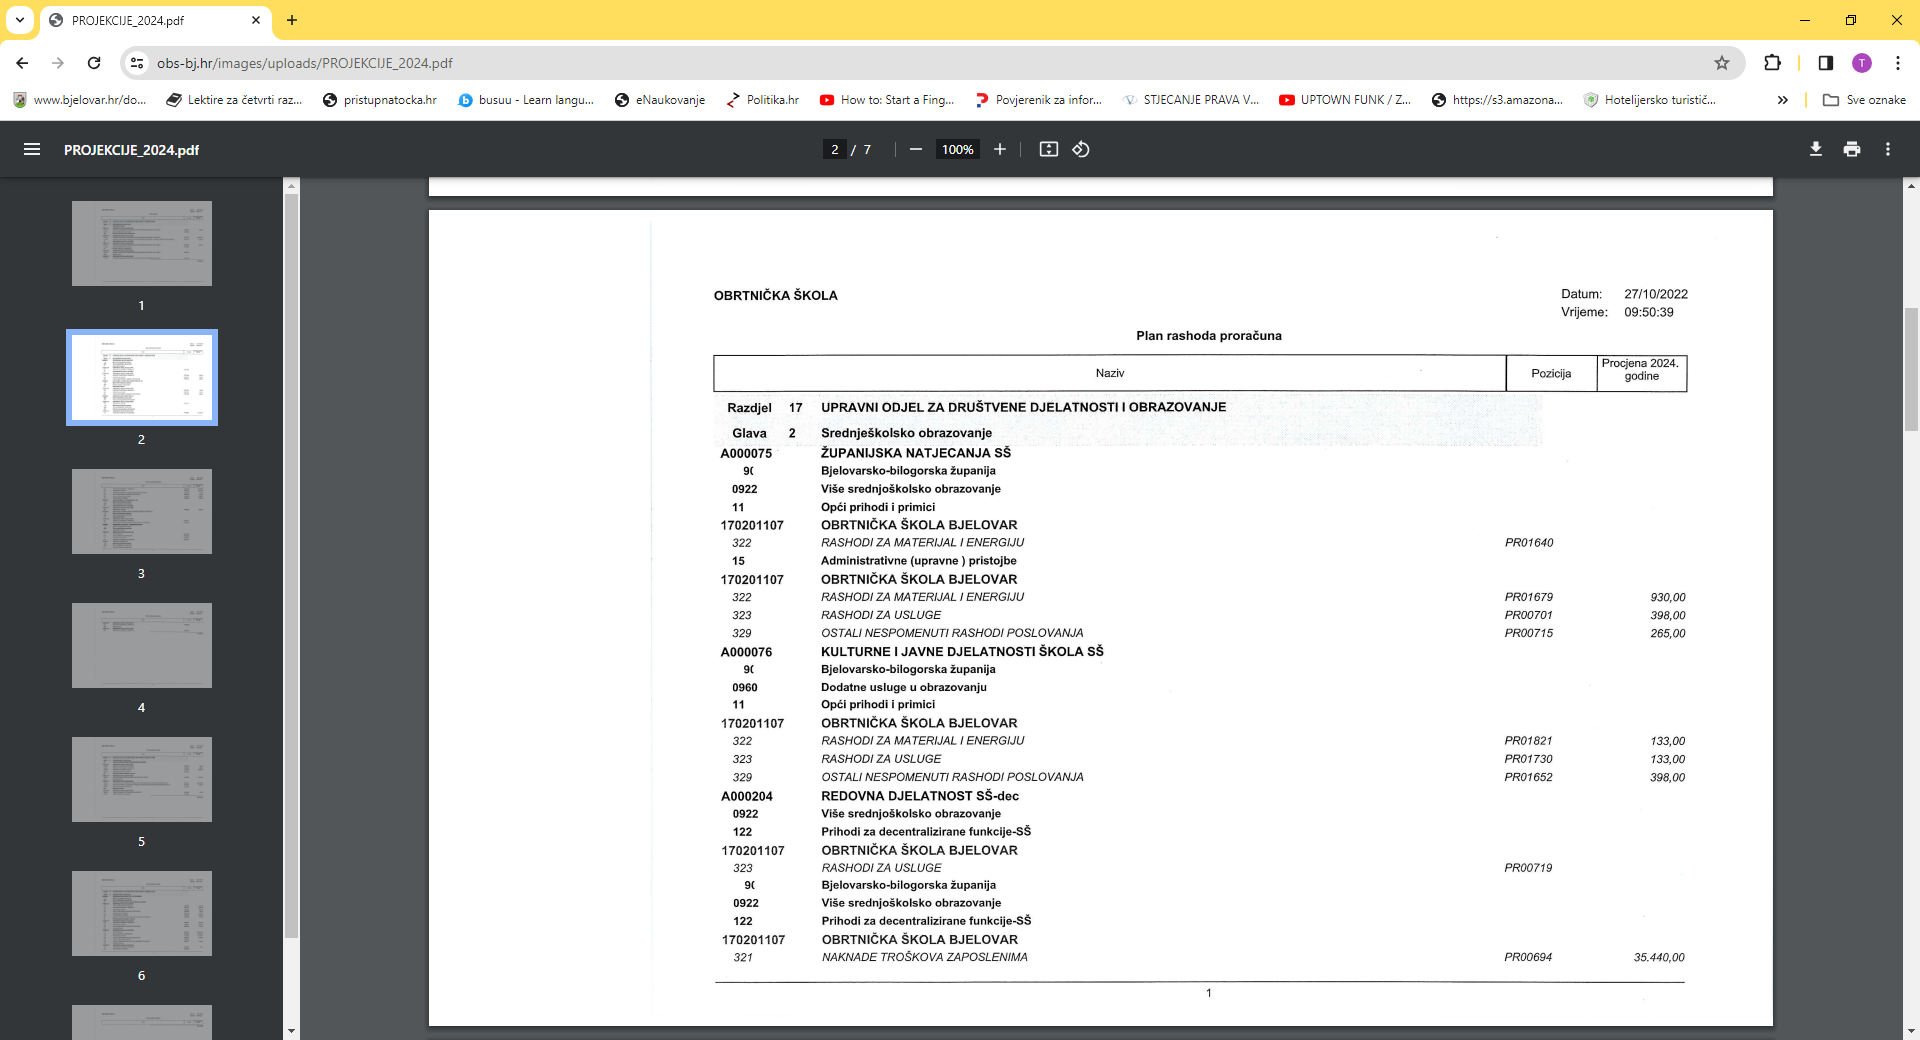 PROJEKCIJE_2024.pdf
obs-bj.hr/images/uploads/PROJEKCIJE_2024.pdf
T
www.bjelovar.hr/do... Lektire za četvrti raz... pristupnatocka.hr busuu - Learn langu... eNaukovanje Politika.hr How to: Start a Fing... Povjerenik za infor... STJECANJE PRAVA V... UPTOWN FUNK / Z... https://s3.amazona... Hotelijersko turistič... Sve oznake
PROJEKCIJE_2024.pdf 2 / 7 100%
1
2
3
4
5
6
OBRTNIČKA ŠKOLA Datum: 27/10/2022
Vrijeme: 09:50:39
Plan rashoda proračuna
Naziv Pozicija Procjena 2024.
godine
Razdjel 17 UPRAVNI ODJEL ZA DRUŠTVENE DJELATNOSTI I OBRAZOVANJE
Glava 2 Srednješkolsko obrazovanje
A000075 ŽUPANIJSKA NATJECANJA SŠ
90 Bjelovarsko-bilogorska županija
0922 Više srednjoškolsko obrazovanje
11 Opći prihodi i primici
170201107 OBRTNIČKA ŠKOLA BJELOVAR
322 RASHODI ZA MATERIJAL I ENERGIJU PR01640
15 Administrativne (upravne ) pristojbe
170201107 OBRTNIČKA ŠKOLA BJELOVAR
322 RASHODI ZA MATERIJAL I ENERGIJU PR01679 930,00
323 RASHODI ZA USLUGE PR00701 398,00
329 OSTALI NESPOMENUTI RASHODI POSLOVANJA PR00715 265,00
A000076 KULTURNE I JAVNE DJELATNOSTI ŠKOLA SŠ
90 Bjelovarsko-bilogorska županija
0960 Dodatne usluge u obrazovanju
11 Opći prihodi i primici
170201107 OBRTNIČKA ŠKOLA BJELOVAR
322 RASHODI ZA MATERIJAL I ENERGIJU PR01821 133,00
323 RASHODI ZA USLUGE PR01730 133,00
329 OSTALI NESPOMENUTI RASHODI POSLOVANJA PR01652 398,00
A000204 REDOVNA DJELATNOST SŠ-dec
0922 Više srednjoškolsko obrazovanje
122 Prihodi za decentralizirane funkcije-SŠ
170201107 OBRTNIČKA ŠKOLA BJELOVAR
323 RASHODI ZA USLUGE PR00719
90 Bjelovarsko-bilogorska županija
0922 Više srednjoškolsko obrazovanje
122 Prihodi za decentralizirane funkcije-SŠ
170201107 OBRTNIČKA ŠKOLA BJELOVAR
321 NAKNADE TROŠKOVA ZAPOSLENIMA PR00694 35.440,00
1